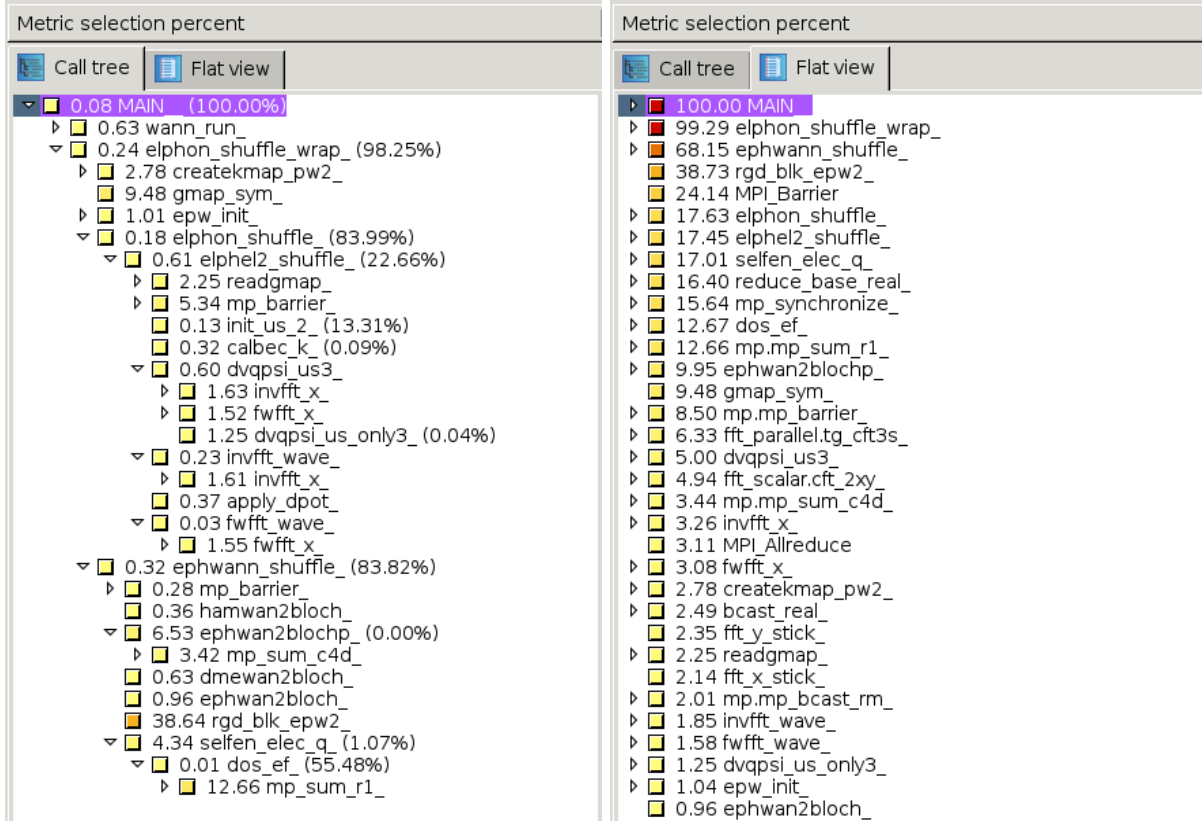 Metric selection percent
Call tree
Flat view
0.08 MAIN__ (100.00%)
0.63 wann_run_
0.24 elphon_shuffle_wrap_ (98.25%)
2.78 createkmap_pw2_
9.48 gmap_sym_
1.01 epw_init_
0.18 elphon_shuffle_ (83.99%)
0.61 elphel2_shuffle_ (22.66%)
2.25 readgmap_
5.34 mp_barrier_
0.13 init_us_2_ (13.31%)
0.32 calbec_k_ (0.09%)
0.60 dvqpsi_us3_
1.63 invfft_x_
1.52 fwfft_x_
1.25 dvqpsi_us_only3_ (0.04%)
0.23 invfft_wave_
1.61 invfft_x_
0.37 apply_dpot_
0.03 fwfft_wave_
1.55 fwfft_x_
0.32 ephwann_shuffle_ (83.82%)
0.28 mp_barrier_
0.36 hamwan2bloch_
6.53 ephwan2blochp_ (0.00%)
3.42 mp_sum_c4d_
0.63 dmewan2bloch_
0.96 ephwan2bloch_
38.64 rgd_blk_epw2_
4.34 selfen_elec_q_ (1.07%)
0.01 dos_ef_ (55.48%)
12.66 mp_sum_r1_
Metric selection percent
Call tree
Flat view
100.00 MAIN__
99.29 elphon_shuffle_wrap_
68.15 ephwann_shuffle_
38.73 rgd_blk_epw2_
24.14 MPI_Barrier
17.63 elphon_shuffle_
17.45 elphel2_shuffle_
17.01 selfen_elec_q_
16.40 reduce_base_real_
15.64 mp_synchronize_
12.67 dos_ef_
12.66 mp.mp_sum_r1_
9.95 ephwan2blochp_
9.48 gmap_sym_
8.50 mp.mp_barrier_
6.33 fft_parallel.tg_cft3s_
5.00 dvqpsi_us3_
4.94 fft_scalar.cft_2xy_
3.44 mp.mp_sum_c4d_
3.26 invfft_x_
3.11 MPI_Allreduce
3.08 fwfft_x_
2.78 createkmap_pw2_
2.49 bcast_real_
2.35 fft_y_stick_
2.25 readgmap_
2.14 fft_x_stick_
2.01 mp.mp_bcast_rm_
1.85 invfft_wave_
1.58 fwfft_wave_
1.25 dvqpsi_us_only3_
1.04 epw_init_
0.96 ephwan2bloch_